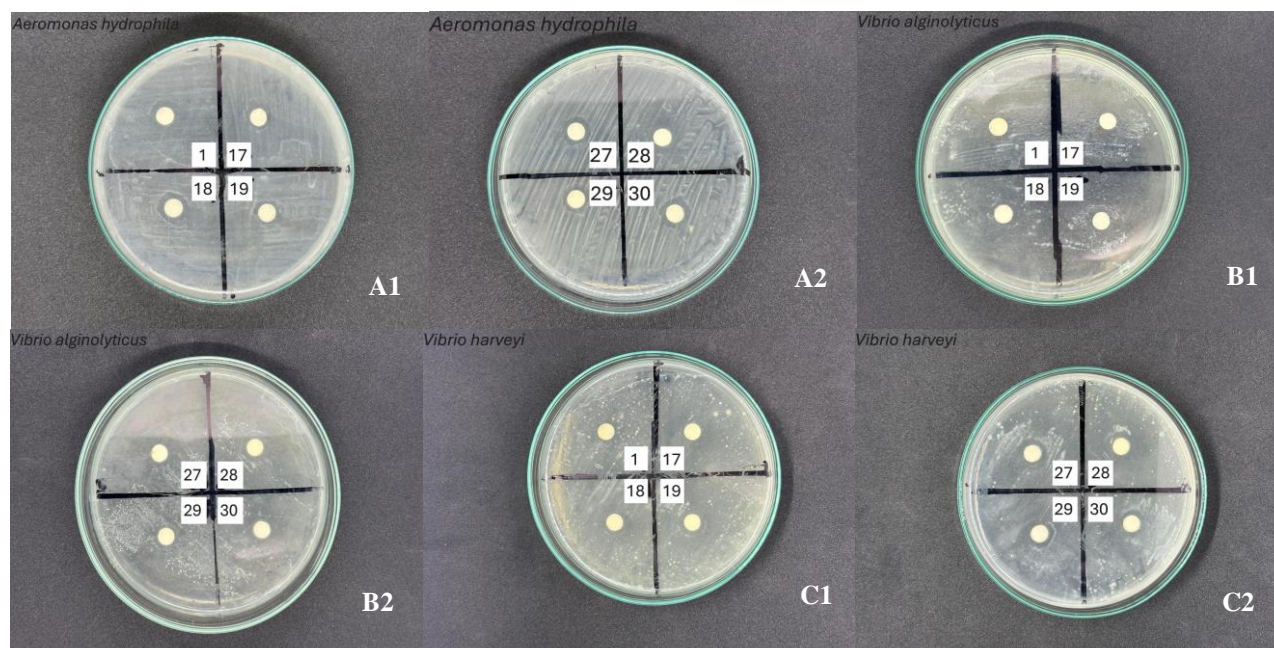 Aeromonas hydrophila
1 17
18 19
A1
Aeromonas hydrophila
27 28
29 30
A2
Vibrio alginolyticus
1 17
18 19
B1
Vibrio alginolyticus
27 28
29 30
B2
Vibrio harveyi
1 17
18 19
C1
Vibrio harveyi
27 28
29 30
C2